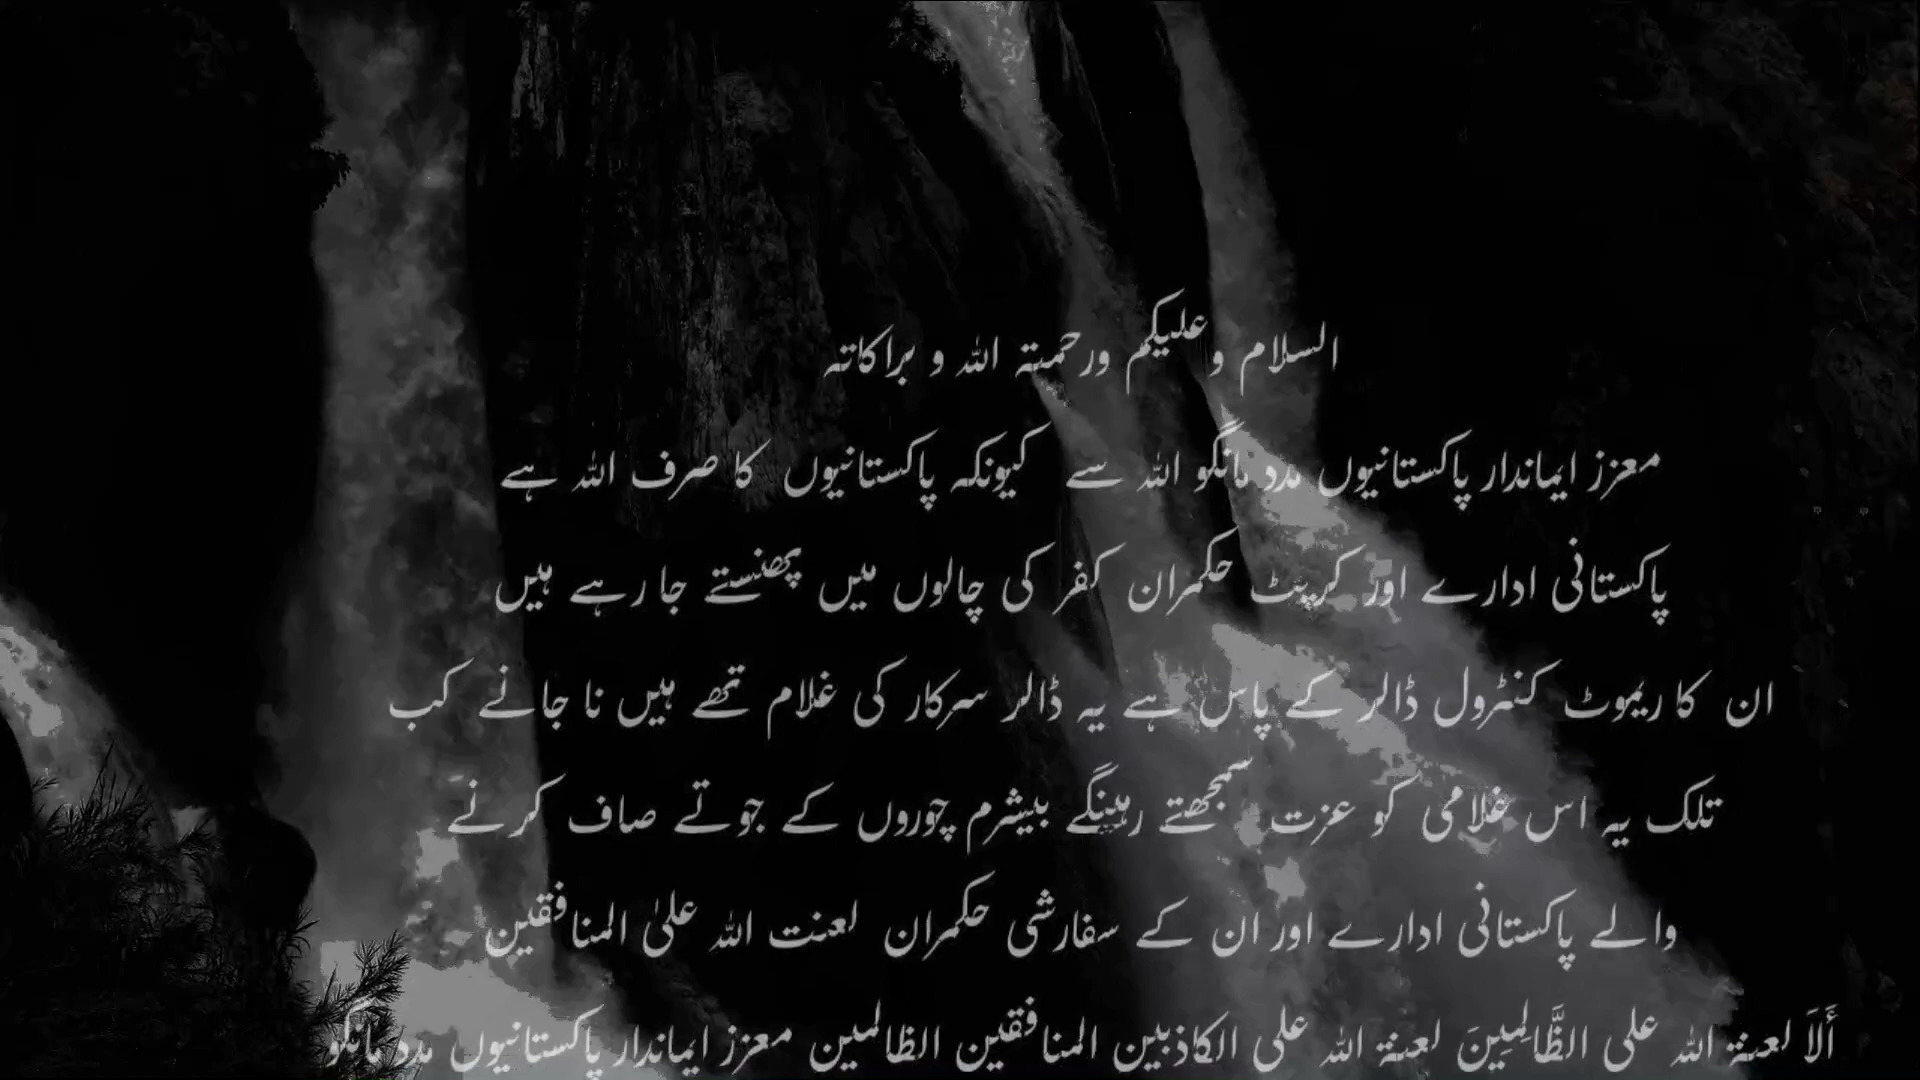 السلام وعلیکم ورحمتہ اللہ و براکاتہ
معزز ایماندار پاکستانیوں مدد مانگو اللہ سے کیونکہ پاکستانیوں کا صرف اللہ ہے
پاکستانی ادارے اور کرپٹ حکمران کفر کی چالوں میں پھنستے جا رہے ہیں
ان کا ریموٹ کنٹرول ڈالر کے پاس ہے یہ ڈالر سرکار کی غلام تھے ہیں نا جانے کب
تلک یہ اس غلامی کو عزت سمجھتے رہینگے بیشرم چوروں کے جوتے صاف کرنے
والے پاکستانی ادارے اور ان کے سفارشی حکمران لعنت اللہ علیٰ المنافقین
أَلاَ لعنۃ اللہ علی الظَّالِمِینَ لعنۃ اللہ علی الکاذبین المنافقین الظالمین معزز ایماندار پاکستانیوں مدد مانگو